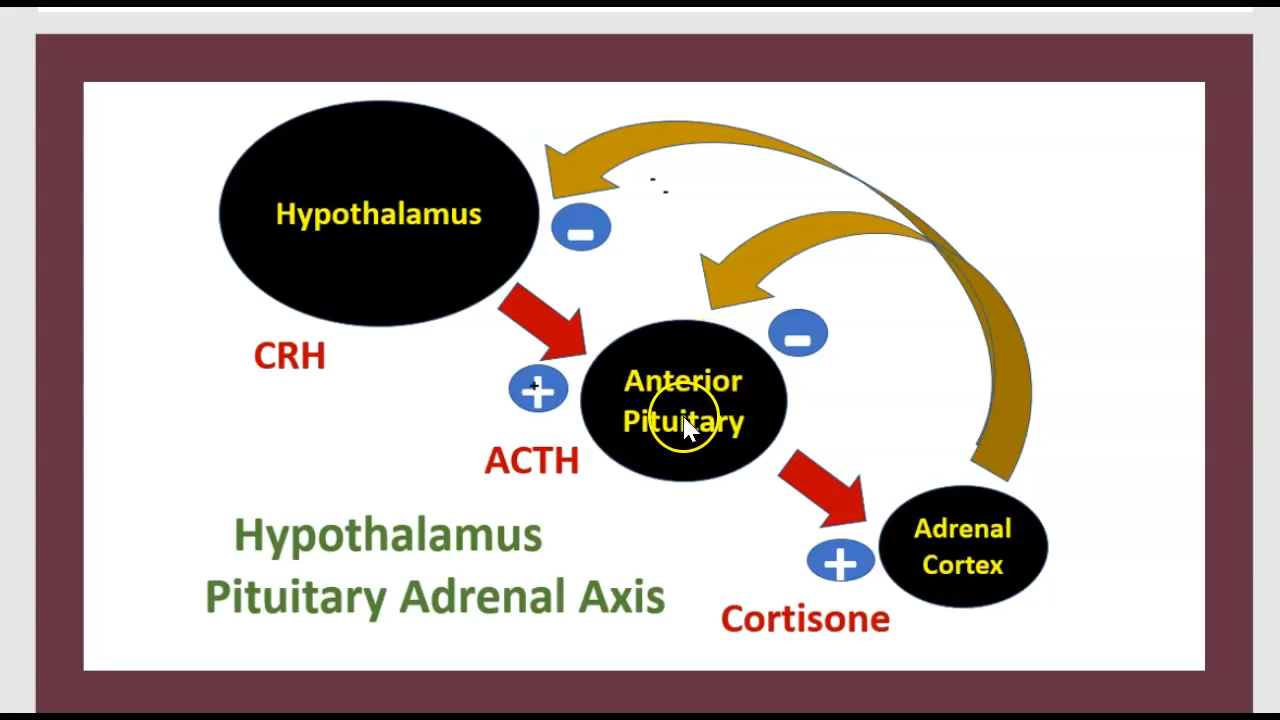 Hypothalamus
CRH
Anterior
Pituitary
ACTH
Adrenal
Cortex
Cortisone
Hypothalamus
Pituitary Adrenal Axis